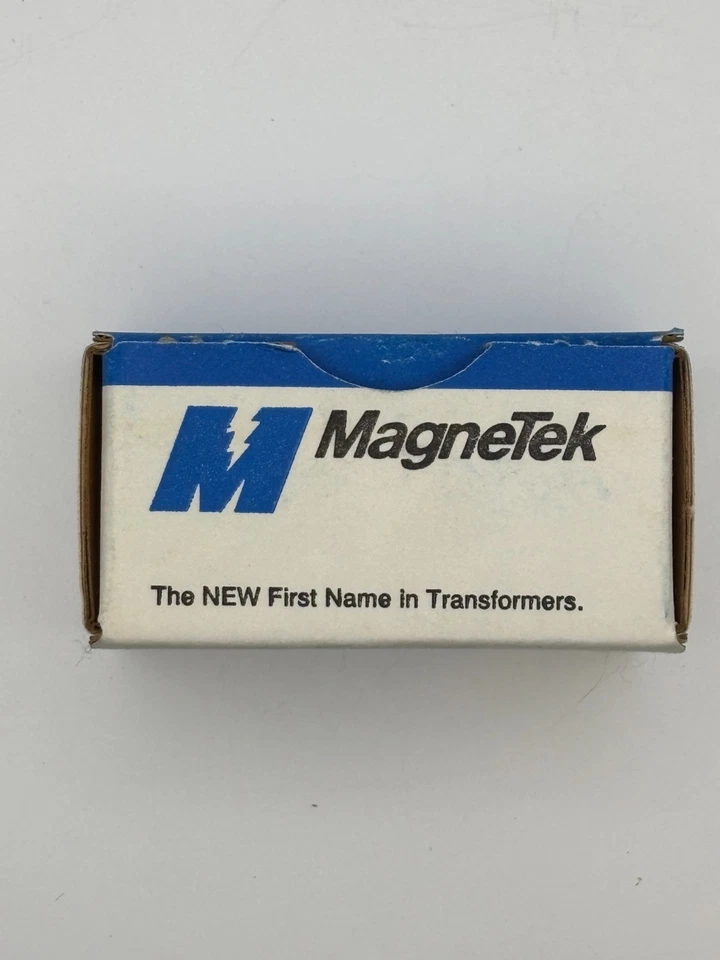 MagneTek
The NEW First Name in Transformers.